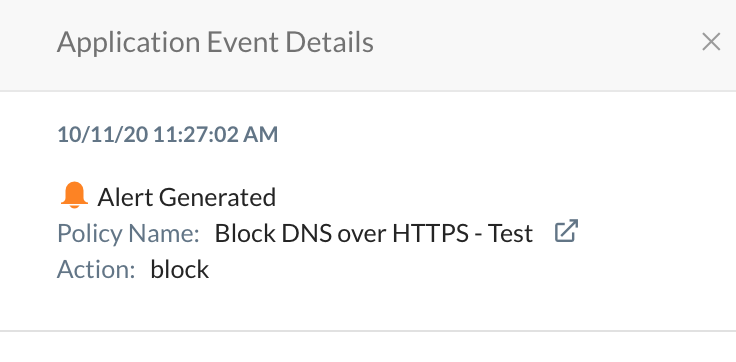 Application Event Details
10/11/20 11:27:02 AM
Alert Generated
Policy Name: Block DNS over HTTPS - Test
Action: block